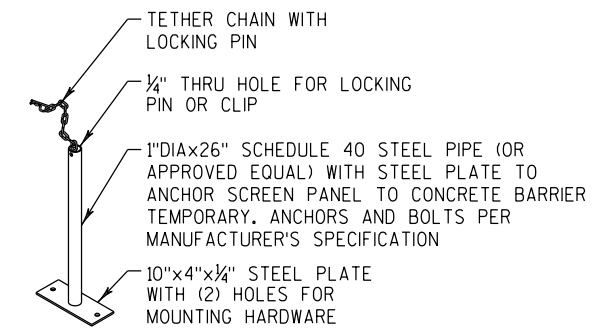 TETHER CHAIN WITH
LOCKING PIN
¼" THRU HOLE FOR LOCKING
PIN OR CLIP
1"DIAx26" SCHEDULE 40 STEEL PIPE (OR
APPROVED EQUAL) WITH STEEL PLATE TO
ANCHOR SCREEN PANEL TO CONCRETE BARRIER
TEMPORARY. ANCHORS AND BOLTS PER
MANUFACTURER'S SPECIFICATION
10"x4"x¼" STEEL PLATE
WITH (2) HOLES FOR
MOUNTING HARDWARE